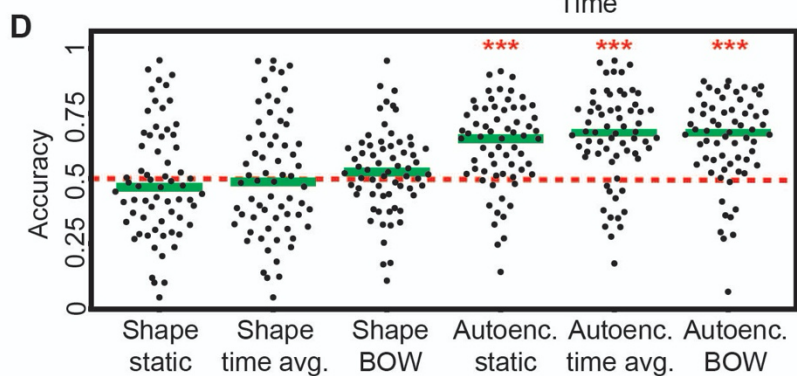 Time
D
*** *** ***
Accuracy
1
0.75
0.5
0.25
0
Shape static
Shape time avg.
Shape BOW
Autoenc. static
Autoenc. time avg.
Autoenc. BOW